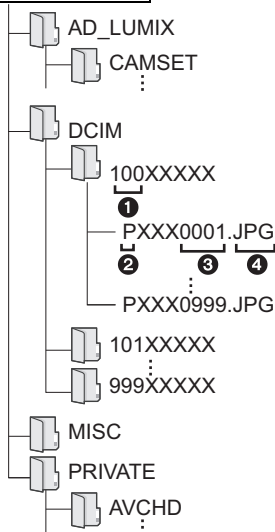 AD_LUMIX
CAMSET
DCIM
100XXXXX
❶
PXXX0001.JPG
❷ ❸ ❹
PXXX0999.JPG
101XXXXX
999XXXXX
MISC
PRIVATE
AVCHD